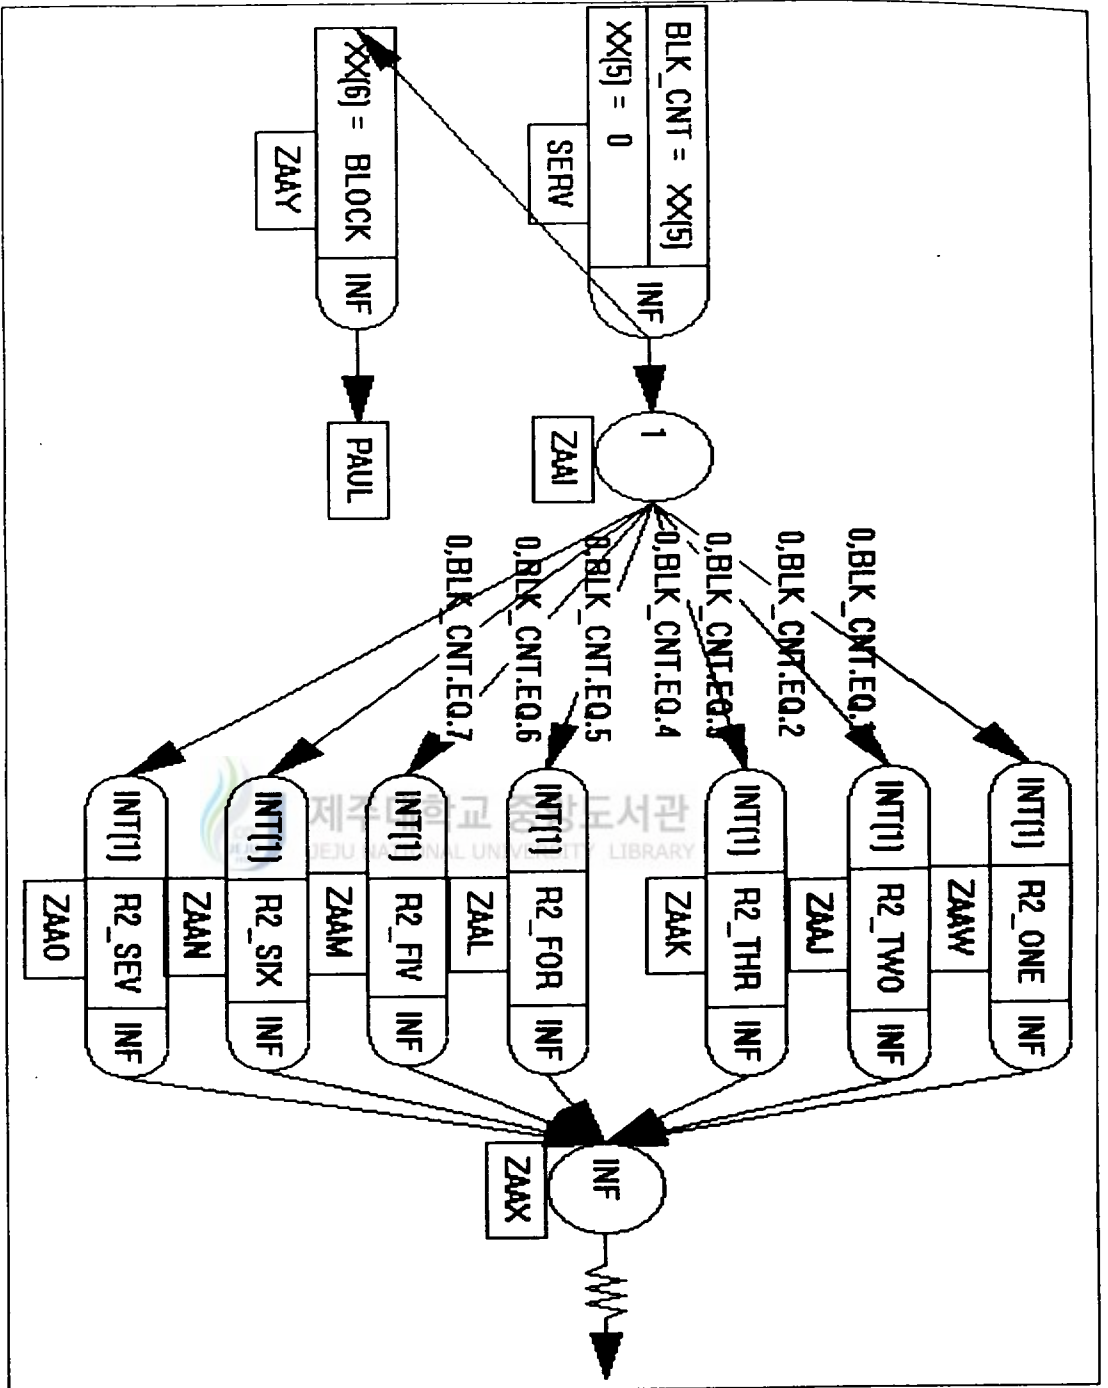 BLK_CNT = XX(5)
XX(5) = 0
INF
SERV
XX(6) = BLOCK
INF
ZAAY
PAUL
1
ZAAI
0,BLK_CNT.EQ.1
0,BLK_CNT.EQ.2
0,BLK_CNT.EQ.3
0,BLK_CNT.EQ.4
0,BLK_CNT.EQ.5
0,BLK_CNT.EQ.6
0,BLK_CNT.EQ.7
INT(1) R2_ONE INF
ZAAW
INT(1) R2_TWO INF
ZAAJ
INT(1) R2_THR INF
ZAAK
INT(1) R2_FOR INF
ZAAL
INT(1) R2_FIV INF
ZAAM
INT(1) R2_SIX INF
ZAAN
INT(1) R2_SEV INF
ZAAO
INF
ZAAX
제주대학교 중앙도서관
JEJU NATIONAL UNIVERSITY LIBRARY